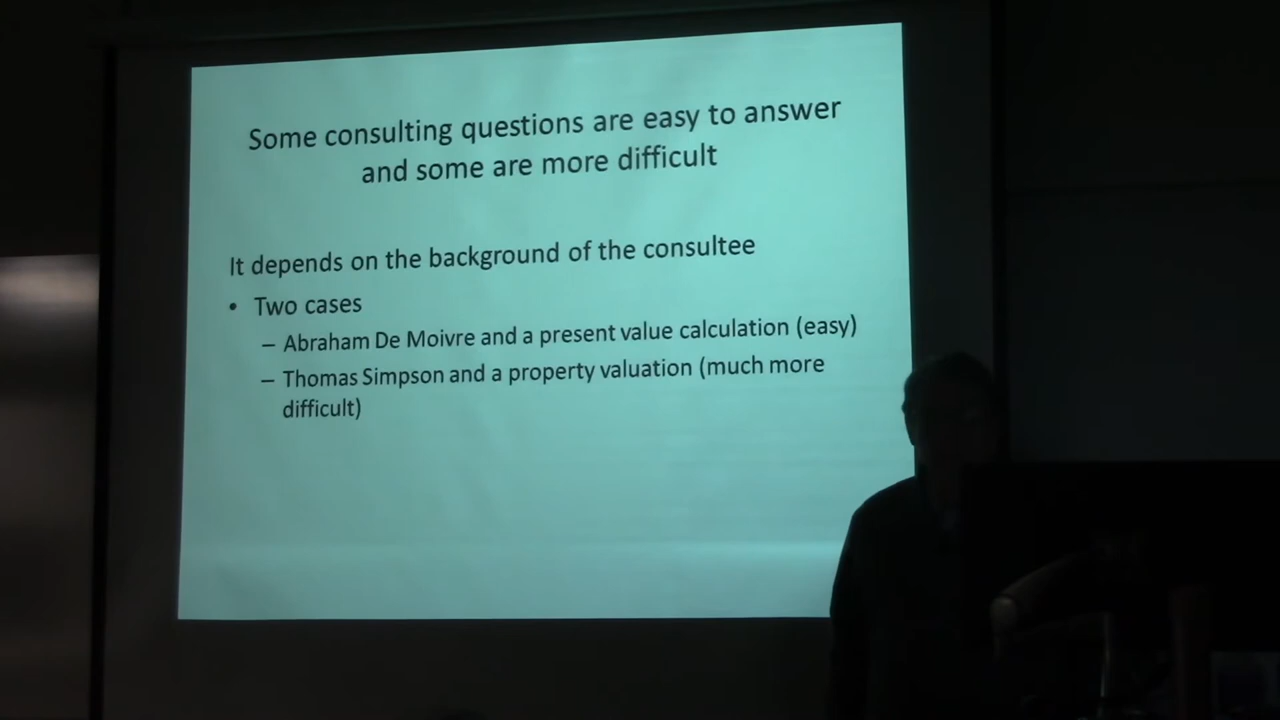 Some consulting questions are easy to answer
and some are more difficult
It depends on the background of the consultee
• Two cases
– Abraham De Moivre and a present value calculation (easy)
– Thomas Simpson and a property valuation (much more
difficult)